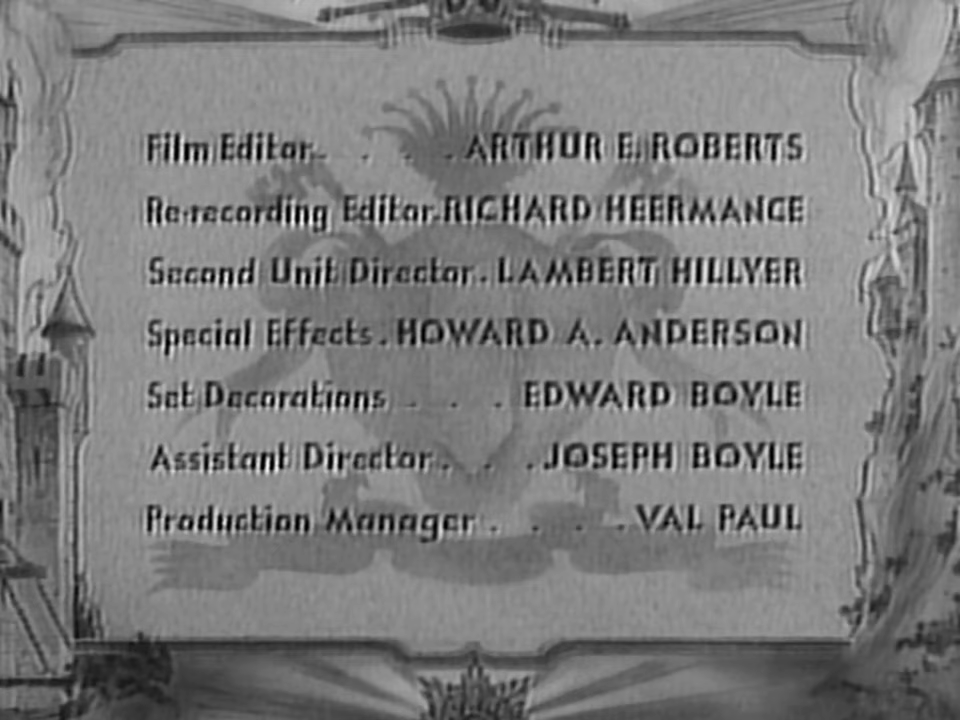 Film Editor. . . . ARTHUR E. ROBERTS
Re-recording Editor. RICHARD HEERMANCE
Second Unit Director. LAMBERT HILLYER
Special Effects. HOWARD A. ANDERSON
Set Decorations . . . EDWARD BOYLE
Assistant Director. . . JOSEPH BOYLE
Production Manager . . . . VAL PAUL